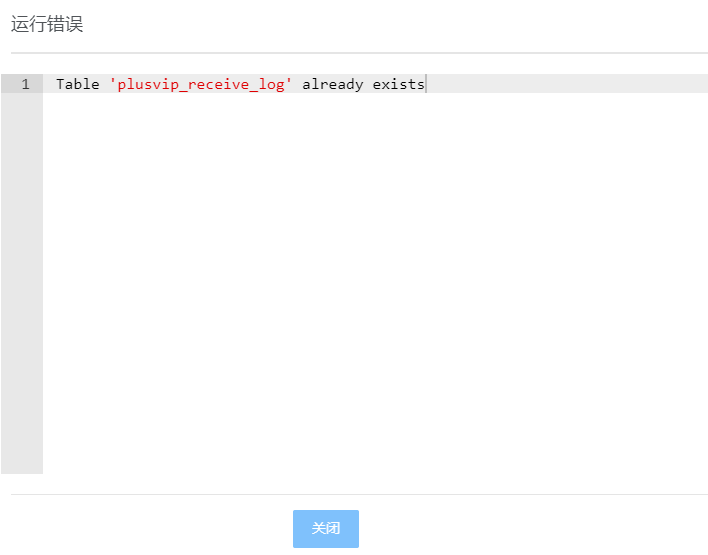 运行错误
1 Table 'plusvip_receive_log' already exists
关闭